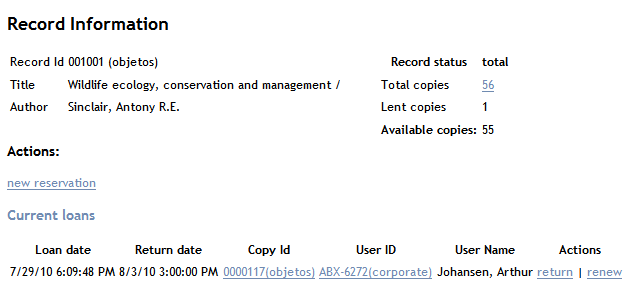 Record Information
Record Id 001001 (objetos) Record status total
Title Wildlife ecology, conservation and management / Total copies 56
Author Sinclair, Antony R.E. Lent copies 1
Available copies: 55
Actions:
new reservation
Current loans
Loan date Return date Copy Id User ID User Name Actions
7/29/10 6:09:48 PM 8/3/10 3:00:00 PM 0000117(objetos) ABX-6272(corporate) Johansen, Arthur return | renew